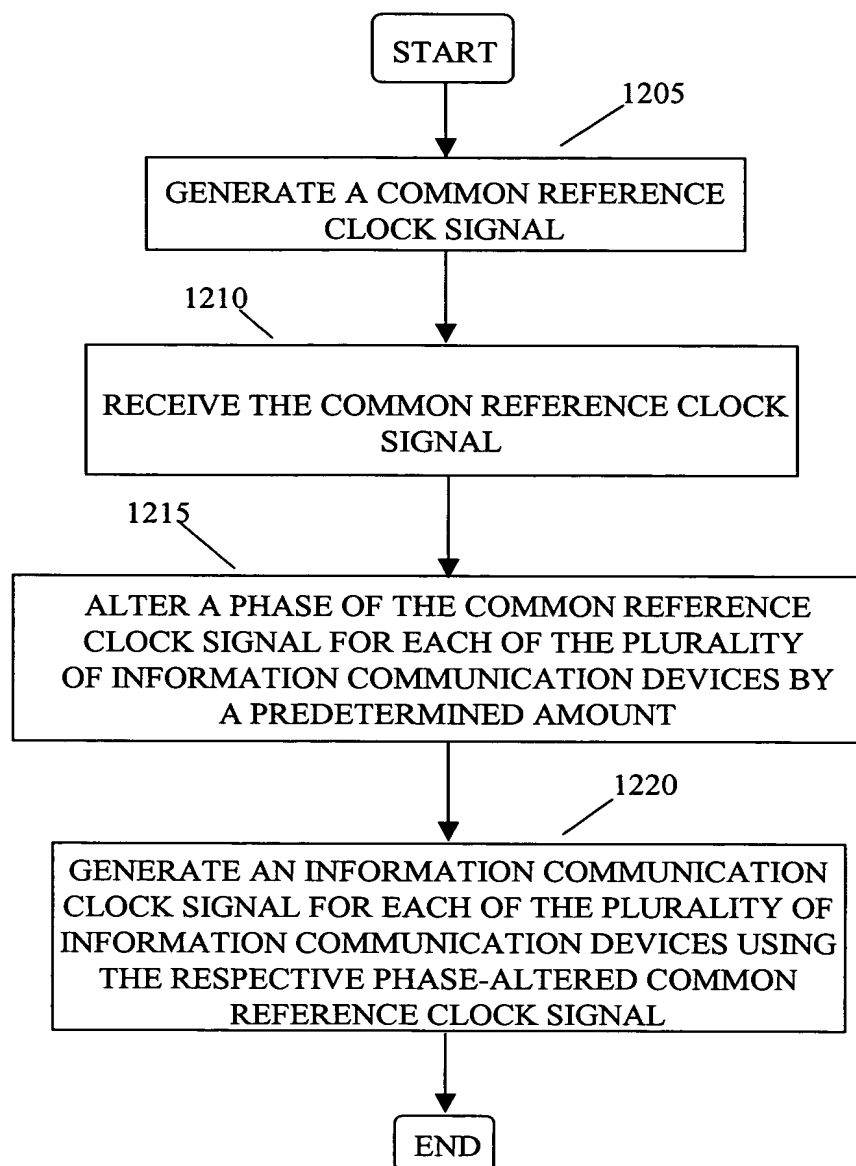 START
1205
GENERATE A COMMON REFERENCE
CLOCK SIGNAL
1210
RECEIVE THE COMMON REFERENCE CLOCK
SIGNAL
1215
ALTER A PHASE OF THE COMMON REFERENCE
CLOCK SIGNAL FOR EACH OF THE PLURALITY
OF INFORMATION COMMUNICATION DEVICES BY
A PREDETERMINED AMOUNT
1220
GENERATE AN INFORMATION COMMUNICATION
CLOCK SIGNAL FOR EACH OF THE PLURALITY OF
INFORMATION COMMUNICATION DEVICES USING
THE RESPECTIVE PHASE-ALTERED COMMON
REFERENCE CLOCK SIGNAL
END